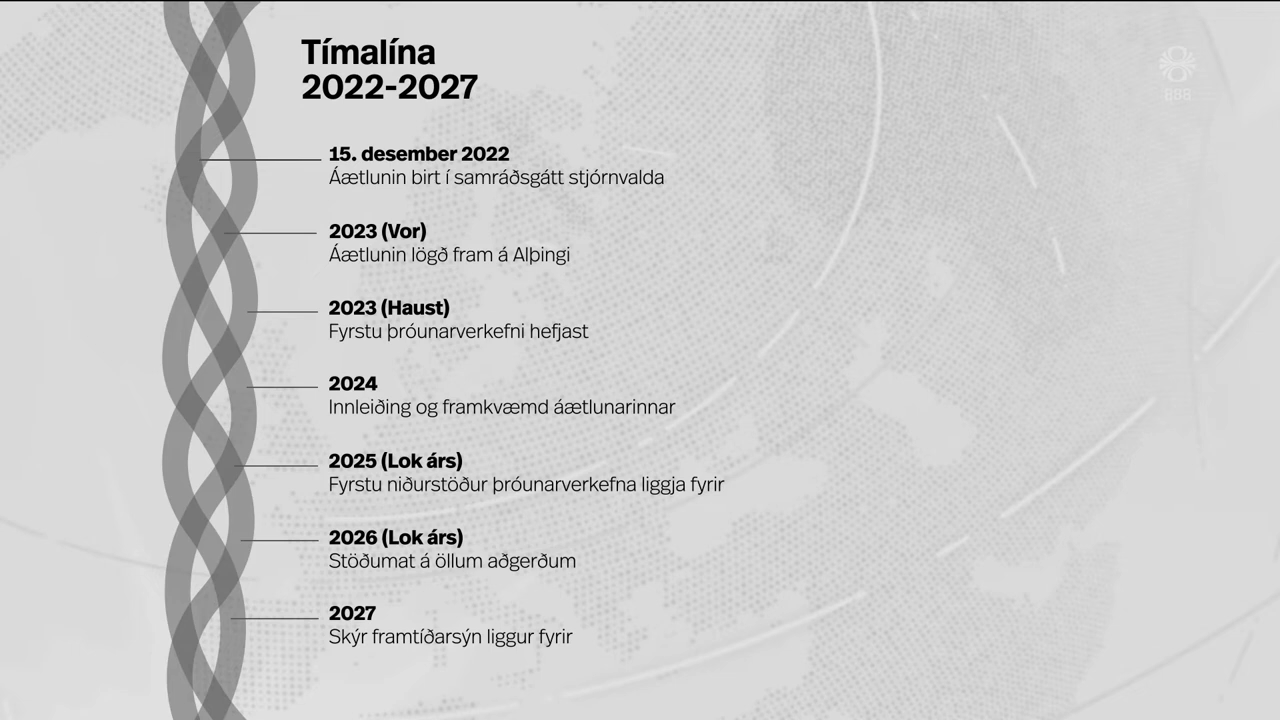 Tímalína
2022-2027
15. desember 2022
Áætlunin birt í samráðsgátt stjórnvalda
2023 (Vor)
Áætlunin lögð fram á Alþingi
2023 (Haust)
Fyrstu þróunarverkefni hefjast
2024
Innleiðing og framkvæmd áætlunarinnar
2025 (Lok árs)
Fyrstu niðurstöður þróunarverkefna liggja fyrir
2026 (Lok árs)
Stöðumat á öllum aðgerðum
2027
Skýr framtíðarsýn liggur fyrir